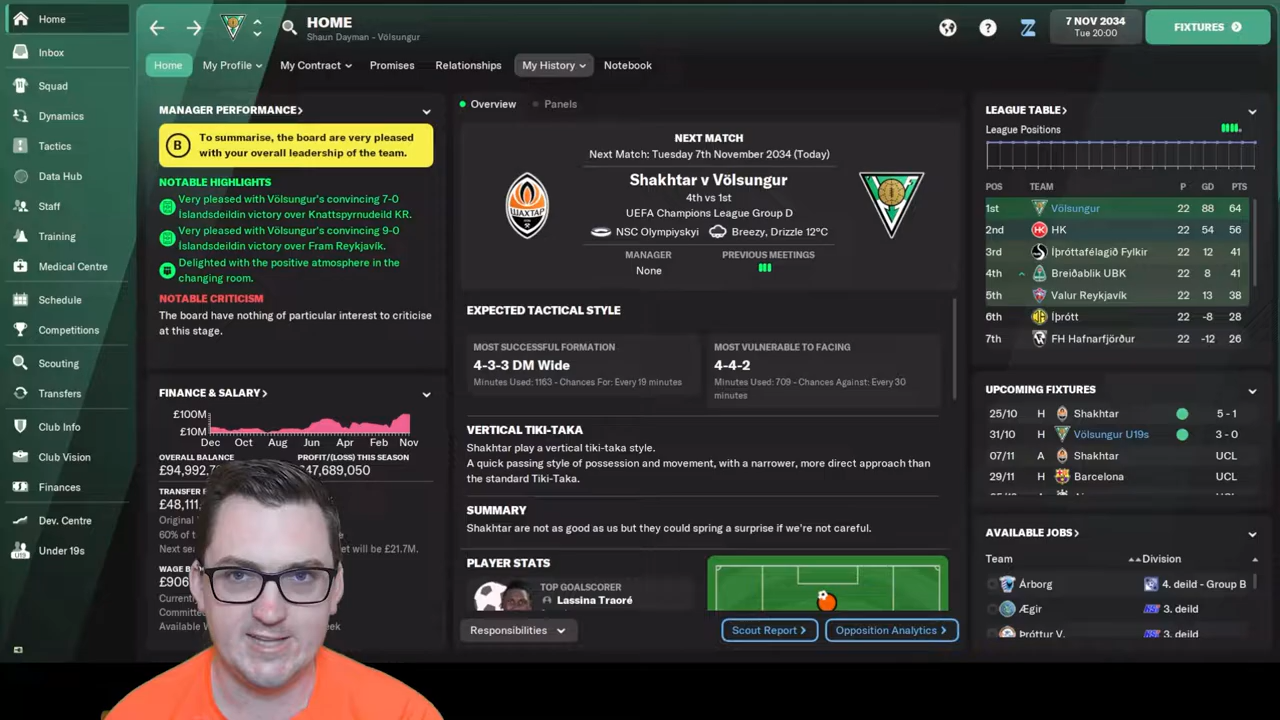 Home
Inbox
Squad
Dynamics
Tactics
Data Hub
Staff
Training
Medical Centre
Schedule
Competitions
Scouting
Transfers
Club Info
Club Vision
Finances
Dev. Centre
Under 19s
HOME
Shaun Dayman - Völsungur
7 NOV 2034
Tue 20:00
FIXTURES
Home
My Profile
My Contract
Promises
Relationships
My History
Notebook
MANAGER PERFORMANCE>
B
To summarise, the board are very pleased
with your overall leadership of the team.
NOTABLE HIGHLIGHTS
Very pleased with Völsungur's convincing 7-0
Islandsdeildin victory over Knattspyrnudeild KR.
Very pleased with Völsungur's convincing 9-0
Islandsdeildin victory over Fram Reykjavík.
Delighted with the positive atmosphere in the
changing room.
NOTABLE CRITICISM
The board have nothing of particular interest to criticise
at this stage.
FINANCE & SALARY>
£100M
£10M
Dec Oct Aug Jun Apr Feb Nov
OVERALL BALANCE PROFIT/(LOSS) THIS SEASON
47,689,050
£48,111,
60% of t
et will be £21.7M.
£906
Overview
Panels
NEXT MATCH
Next Match: Tuesday 7th November 2034 (Today)
Shakhtar v Völsungur
4th vs 1st
UEFA Champions League Group D
NSC Olympiyskyi Breezy, Drizzle 12°C
MANAGER PREVIOUS MEETINGS
None
ШАХТАР
EXPECTED TACTICAL STYLE
MOST SUCCESSFUL FORMATION
4-3-3 DM Wide
Minutes Used: 1163 - Chances For: Every 19 minutes
MOST VULNERABLE TO FACING
4-4-2
Minutes Used: 709 - Chances Against: Every 30
minutes
VERTICAL TIKI-TAKA
Shakhtar play a vertical tiki-taka style.
A quick passing style of possession and movement, with a narrower, more direct approach than
the standard Tiki-Taka.
SUMMARY
Shakhtar are not as good as us but they could spring a surprise if we're not careful.
PLAYER STATS
TOP GOALSCORER
Lassina Traoré
Responsibilities
Scout Report >
Opposition Analytics >
LEAGUE TABLE>
League Positions
POS TEAM P GD PTS
1st Völsungur 22 88 64
2nd HK 22 54 56
3rd Íþróttafélagið Fylkir 22 12 41
4th Breiðablik UBK 22 8 41
5th Valur Reykjavík 22 13 38
6th Íþrótt 22 -8 28
7th FH Hafnarfjörður 22 -12 26
UPCOMING FIXTURES
25/10 H Shakhtar 5 - 1
31/10 H Völsungur U19s 3 - 0
07/11 A Shakhtar UCL
29/11 H Barcelona UCL
AVAILABLE JOBS>
Team Division
Árborg 4. deild - Group B
Ægir 3. deild
Þróttur V. 3. deild